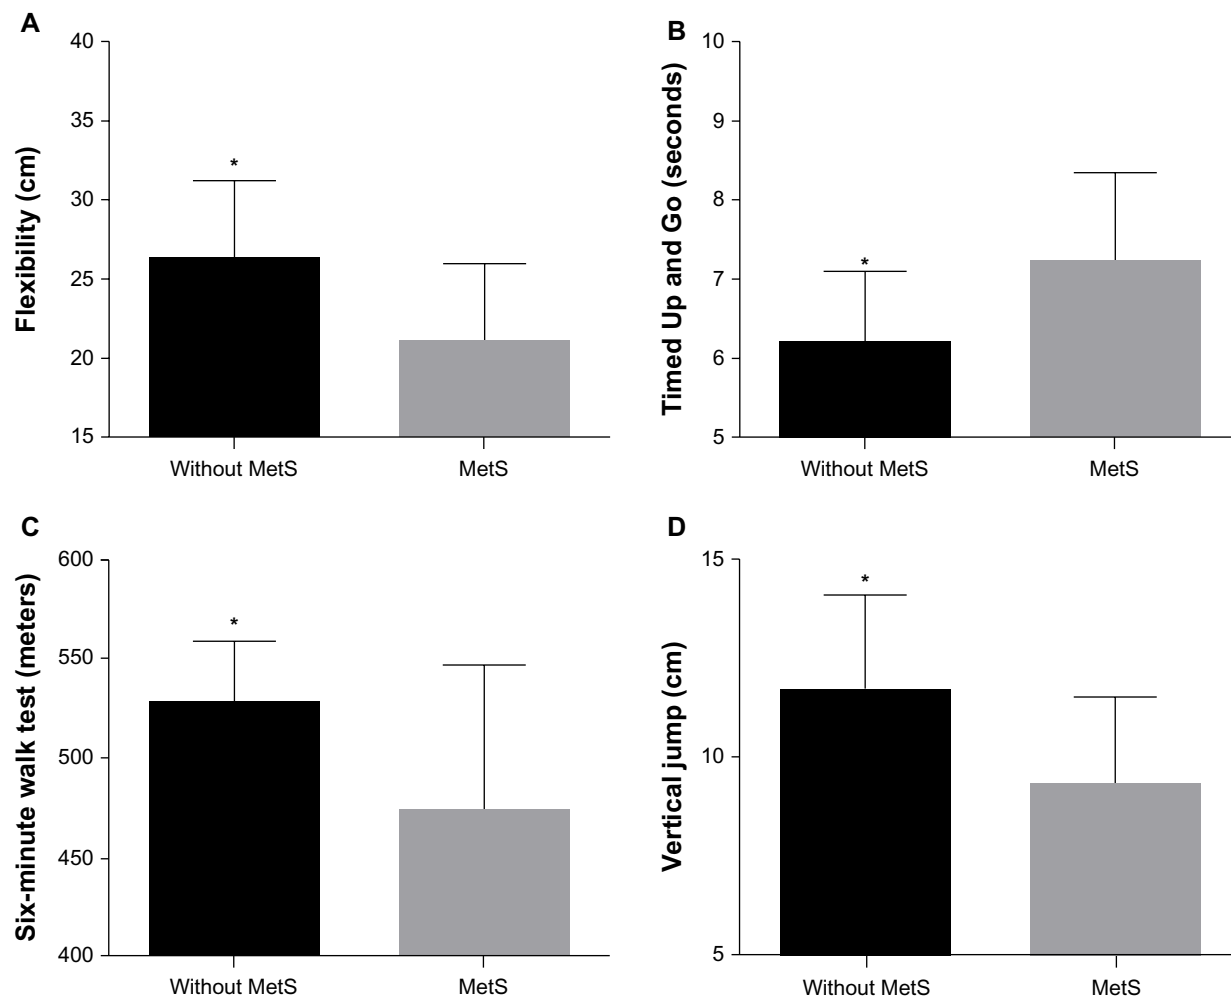 A
Flexibility (cm)
40
35
30
25
20
15
*
Without MetS
MetS
B
Timed Up and Go (seconds)
10
9
8
7
6
5
*
Without MetS
MetS
C
Six-minute walk test (meters)
600
550
500
450
400
*
Without MetS
MetS
D
Vertical jump (cm)
15
10
5
*
Without MetS
MetS